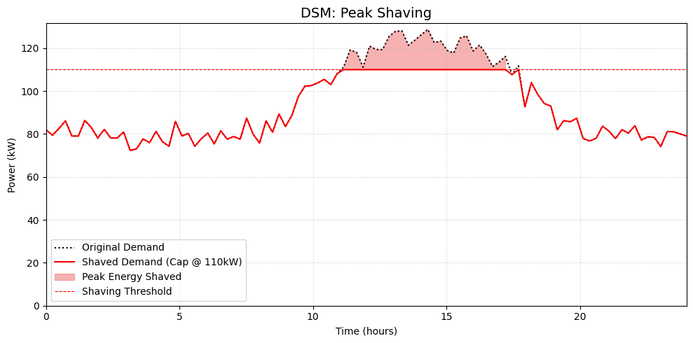 DSM: Peak Shaving
Power (kW)
120
100
80
60
40
20
0
Original Demand
Shaved Demand (Cap @ 110kW)
Peak Energy Shaved
Shaving Threshold
0 5 10 15 20
Time (hours)